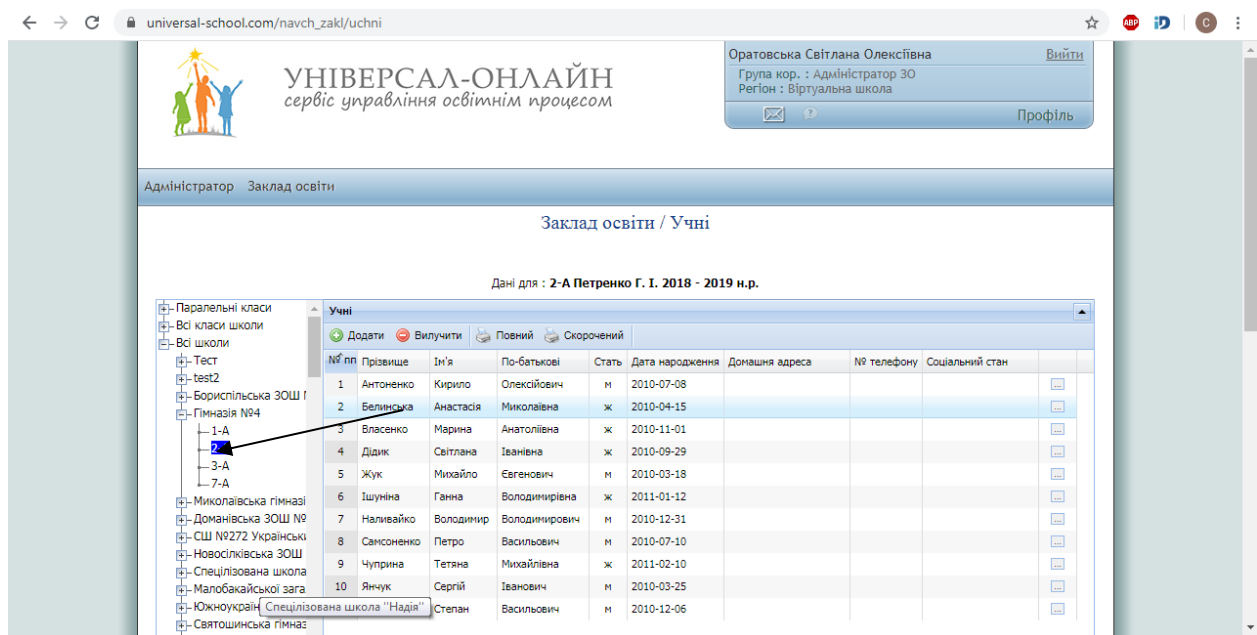 universal-school.com/navch_zakl/uchni
ABP
C
УНІВЕРСАЛ-ОНЛАЙН
сервіс управління освітнім процесом
Оратовська Світлана Олексіївна Вийти
Група кор. : Адміністратор ЗО
Регіон : Віртуальна школа
Профіль
Адміністратор Заклад освіти
Заклад освіти / Учні
Дані для : 2-А Петренко Г. І. 2018 - 2019 н.р.
Паралельні класи
Всі класи школи
Всі школи
Тест
test2
Бориспільська ЗОШ
Гімназія №4
1-А
2-
3-А
7-А
Миколаївська гімназі
Доманівська ЗОШ №
СШ №272 Українськ
Новосілківська ЗОШ
Спеціалізована школа
Малобакайської зага
Южноукраїн
Святошинська гімназ
Спеціалізована школа "Надія"
Учні
Додати Вилучити Повний Скорочений
№ пп Прізвище Ім'я По-батькові Стать Дата народження Домашня адреса № телефону Соціальний стан
1 Антоненко Кирило Олексійович м 2010-07-08 ...
2 Белинська Анастасія Миколаївна ж 2010-04-15 ...
3 Власенко Марина Анатоліївна ж 2010-11-01 ...
4 Дідик Світлана Іванівна ж 2010-09-29 ...
5 Жук Михайло Євгенович м 2010-03-18 ...
6 Ішуніна Ганна Володимирівна ж 2011-01-12 ...
7 Наливайко Володимир Володимирович м 2010-12-31 ...
8 Самсоненко Петро Васильович м 2010-07-10 ...
9 Чуприна Тетяна Михайлівна ж 2011-02-10 ...
10 Янчук Сергій Іванович м 2010-03-25 ...
Степан Васильович м 2010-12-06 ...